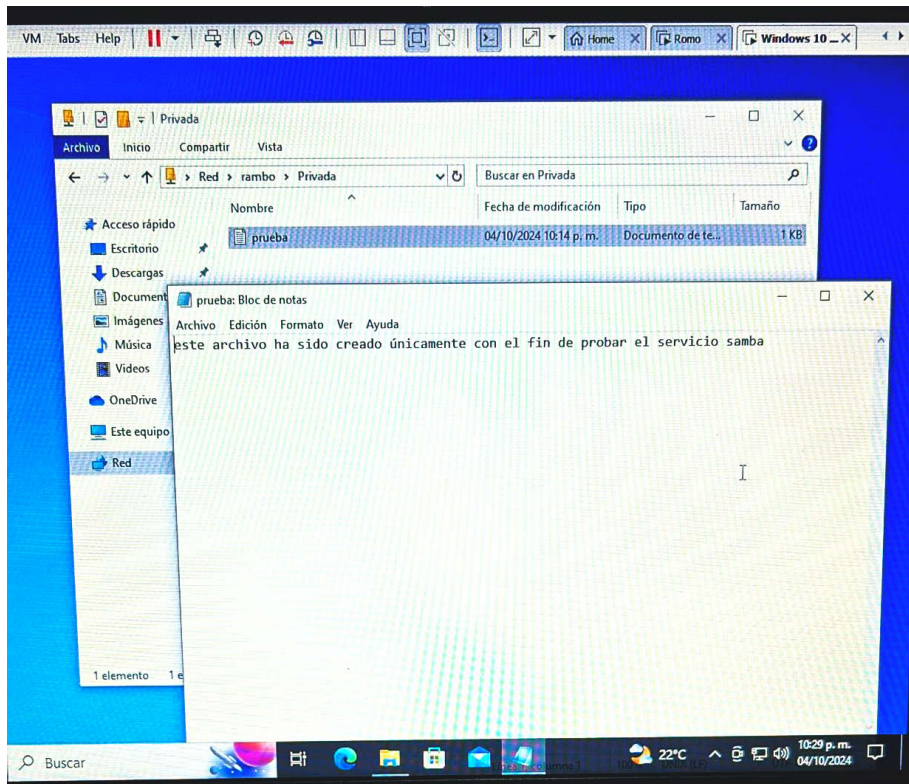 VM Tabs Help Home Romo Windows 10 ...
Privada
Archivo Inicio Compartir Vista
Red > rambo > Privada Buscar en Privada
Nombre Fecha de modificación Tipo Tamaño
prueba 04/10/2024 10:14 p. m. Documento de te... 1 KB
Acceso rápido
Escritorio
Descargas
Document
Imágenes
Música
Videos
OneDrive
Este equipo
Red
prueba: Bloc de notas
Archivo Edición Formato Ver Ayuda
este archivo ha sido creado únicamente con el fin de probar el servicio samba
1 elemento 1 e
Buscar 22°C 10:29 p. m.
04/10/2024